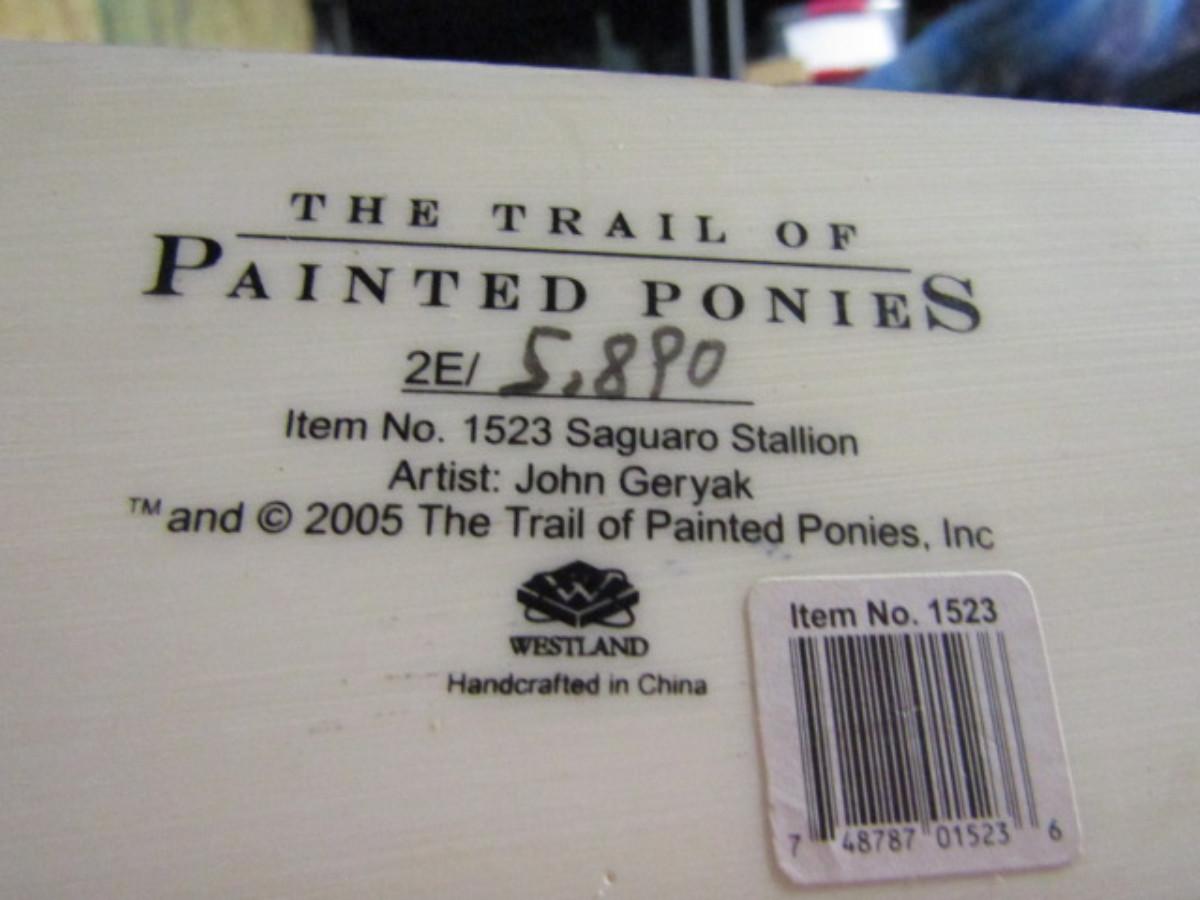 THE TRAIL OF
PAINTED PONIES
2E/ 5,890
Item No. 1523 Saguaro Stallion
Artist: John Geryak
™ and © 2005 The Trail of Painted Ponies, Inc
W
WESTLAND
Handcrafted in China
Item No. 1523
7 48787 01523 6